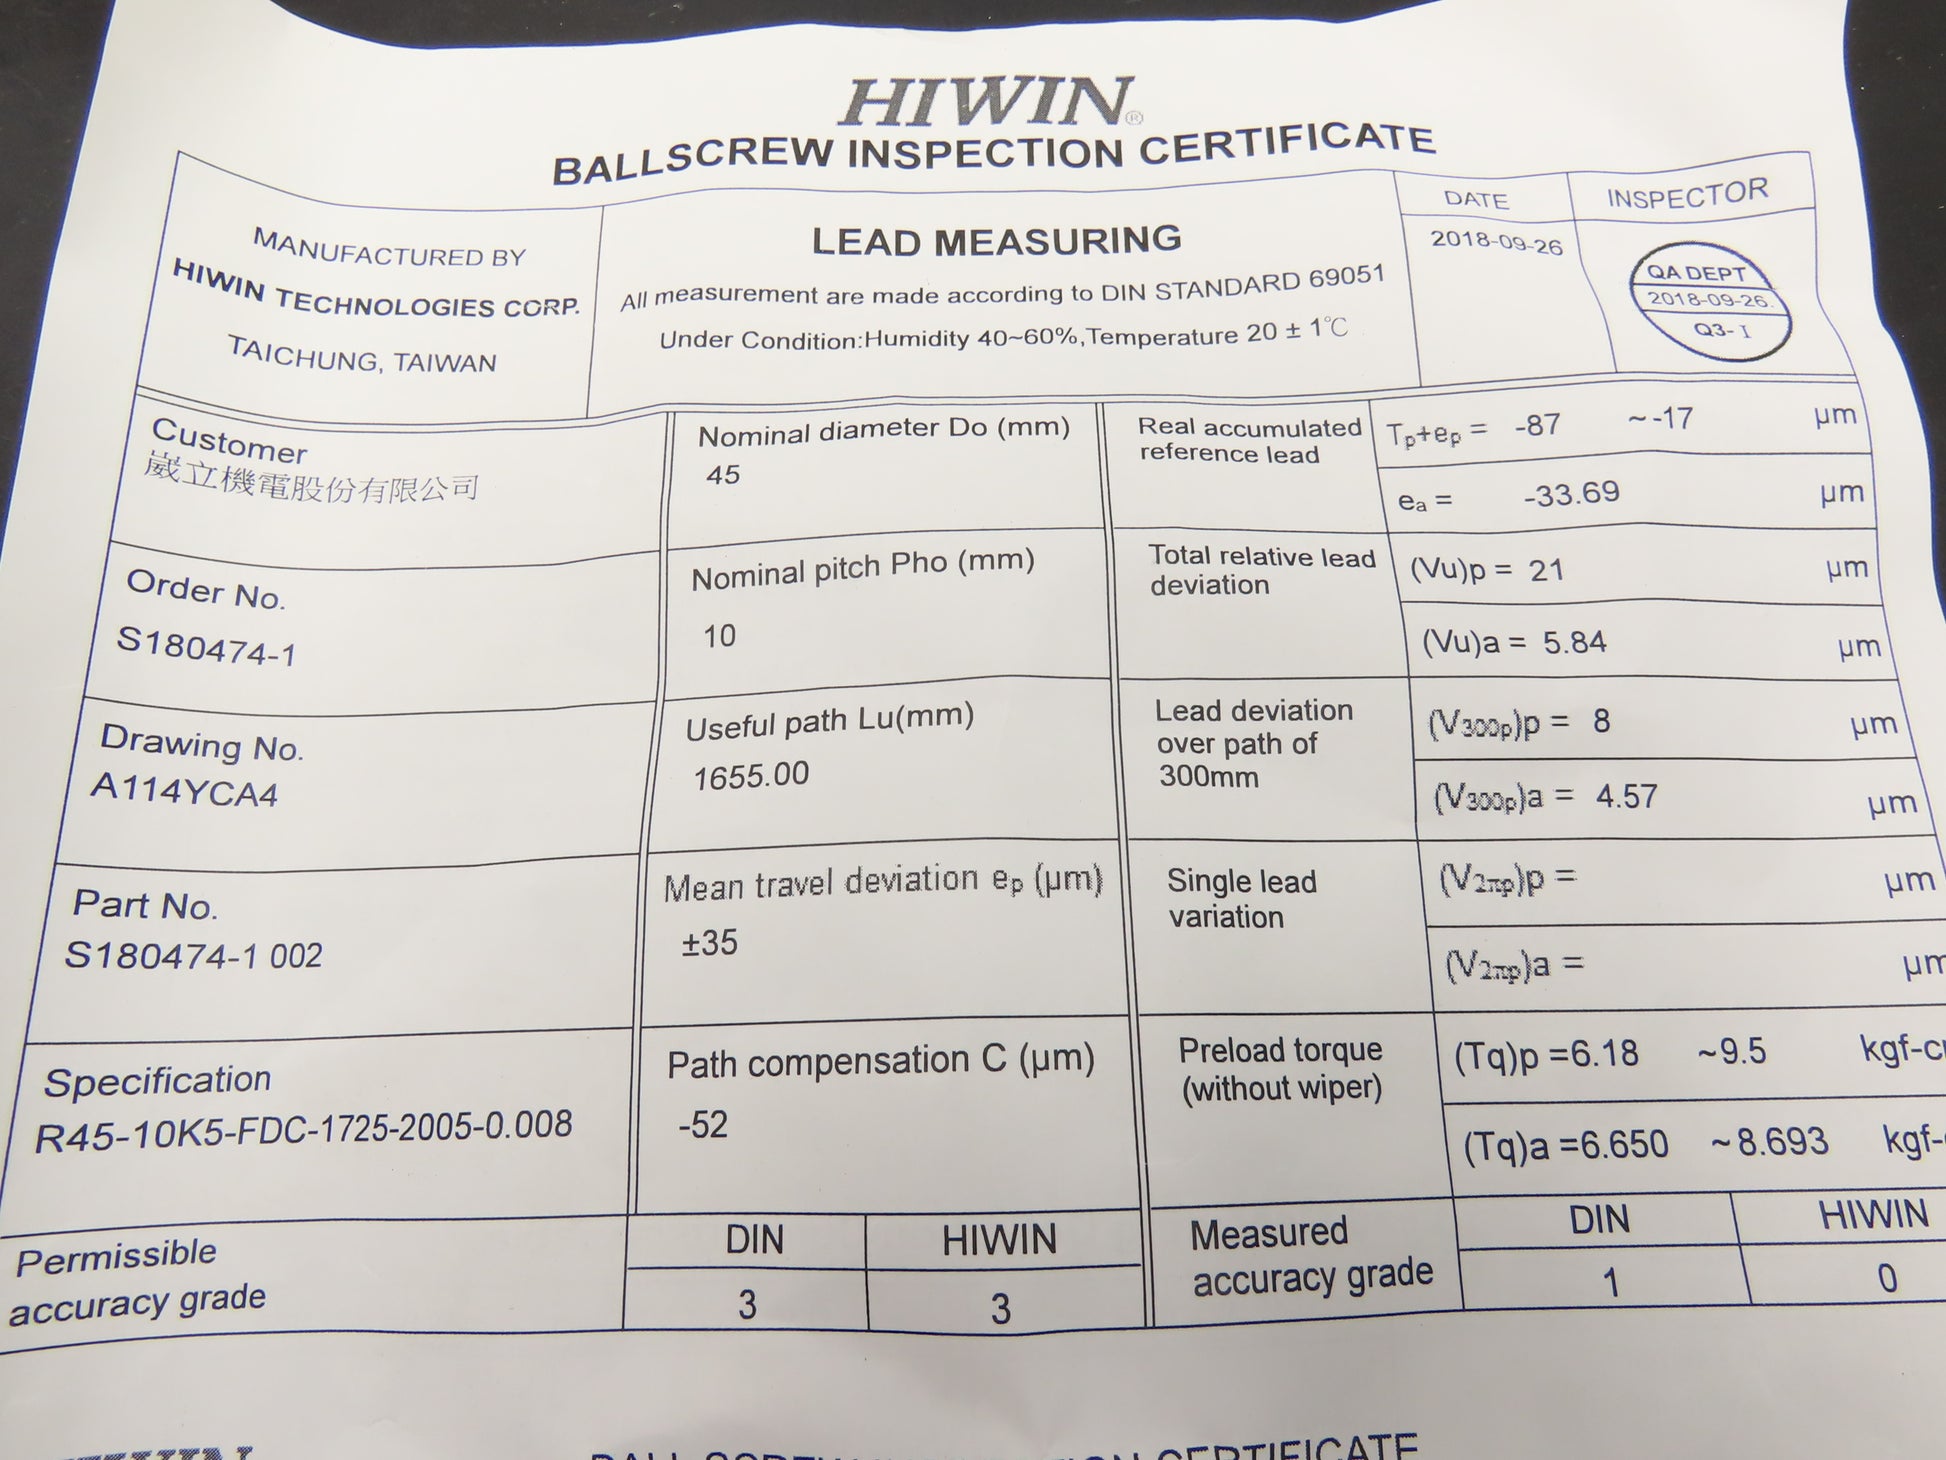 HIWIN®
BALLSCREW INSPECTION CERTIFICATE
MANUFACTURED BY
HIWIN TECHNOLOGIES CORP.
TAICHUNG, TAIWAN
LEAD MEASURING
All measurement are made according to DIN STANDARD 69051
Under Condition:Humidity 40~60%,Temperature 20 ± 1℃
DATE
2018-09-26
INSPECTOR
QA DEPT
2018-09-26.
Q3-I
Customer
崴立機電股份有限公司
Order No.
S180474-1
Drawing No.
A114YCA4
Part No.
S180474-1 002
Specification
R45-10K5-FDC-1725-2005-0.008
Nominal diameter Do (mm)
45
Nominal pitch Pho (mm)
10
Useful path Lu(mm)
1655.00
Mean travel deviation ep (µm)
±35
Path compensation C (µm)
-52
Real accumulated
reference lead
Tp+ep = -87 ~-17 µm
ea = -33.69 µm
Total relative lead
deviation
(Vu)p = 21 µm
(Vu)a = 5.84 µm
Lead deviation
over path of
300mm
(V300p)p = 8 µm
(V300p)a = 4.57 µm
Single lead
variation
(V2πp)p = µm
(V2πp)a = µm
Preload torque
(without wiper)
(Tq)p =6.18 ~9.5 kgf-c
(Tq)a =6.650 ~8.693 kgf-
Permissible
accuracy grade
DIN HIWIN
3 3
Measured
accuracy grade
DIN HIWIN
1 0
HIWIN
CERTIFICATE